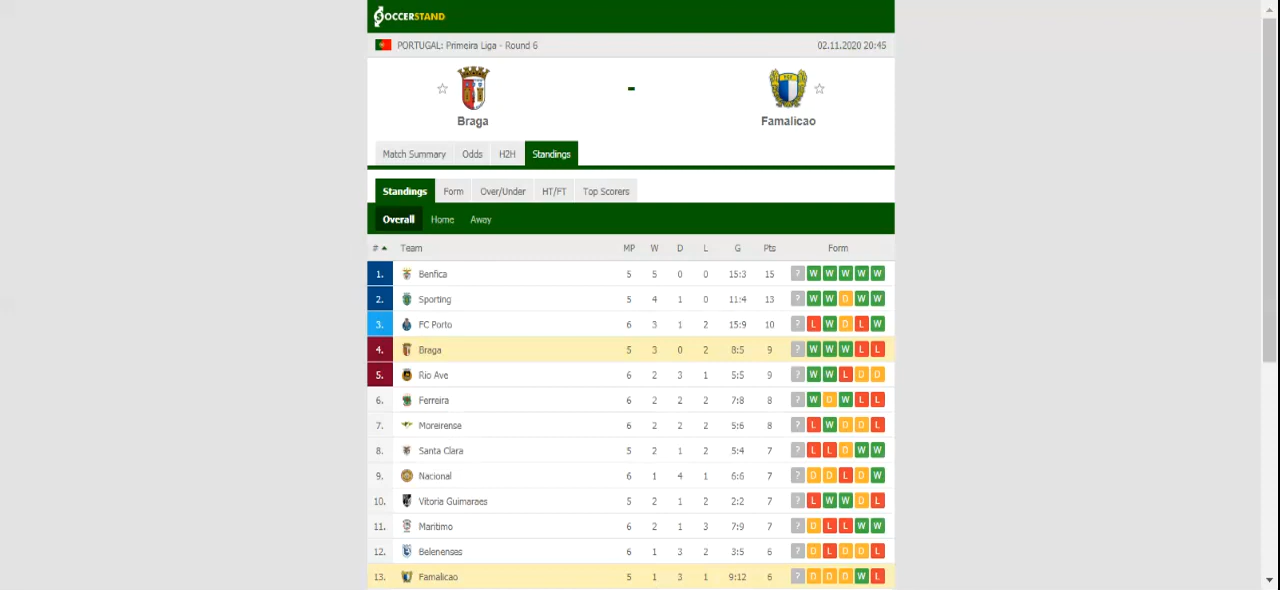 SOCCERSTAND
PORTUGAL: Primeira Liga - Round 6 02.11.2020 20:45
-
Braga Famalicao
Match Summary Odds H2H Standings
Standings Form Over/Under HT/FT Top Scorers
Overall Home Away
# Team MP W D L G Pts Form
1. Benfica 5 5 0 0 15:3 15 ? W W W W W
2. Sporting 5 4 1 0 11:4 13 ? W W D W W
3. FC Porto 6 3 1 2 15:9 10 ? L W D L W
4. Braga 5 3 0 2 8:5 9 ? W W W L L
5. Rio Ave 6 2 3 1 5:5 9 ? W W L D D
6. Ferreira 6 2 2 2 7:8 8 ? W D W L L
7. Moreirense 6 2 2 2 5:6 8 ? L W D D L
8. Santa Clara 5 2 1 2 5:4 7 ? L L D W W
9. Nacional 6 1 4 1 6:6 7 ? D D L D W
10. Vitoria Guimaraes 5 2 1 2 2:2 7 ? L W W D L
11. Maritimo 6 2 1 3 7:9 7 ? D L L W W
12. Belenenses 6 1 3 2 3:5 6 ? D L D D L
13. Famalicao 5 1 3 1 9:12 6 ? D D D W L